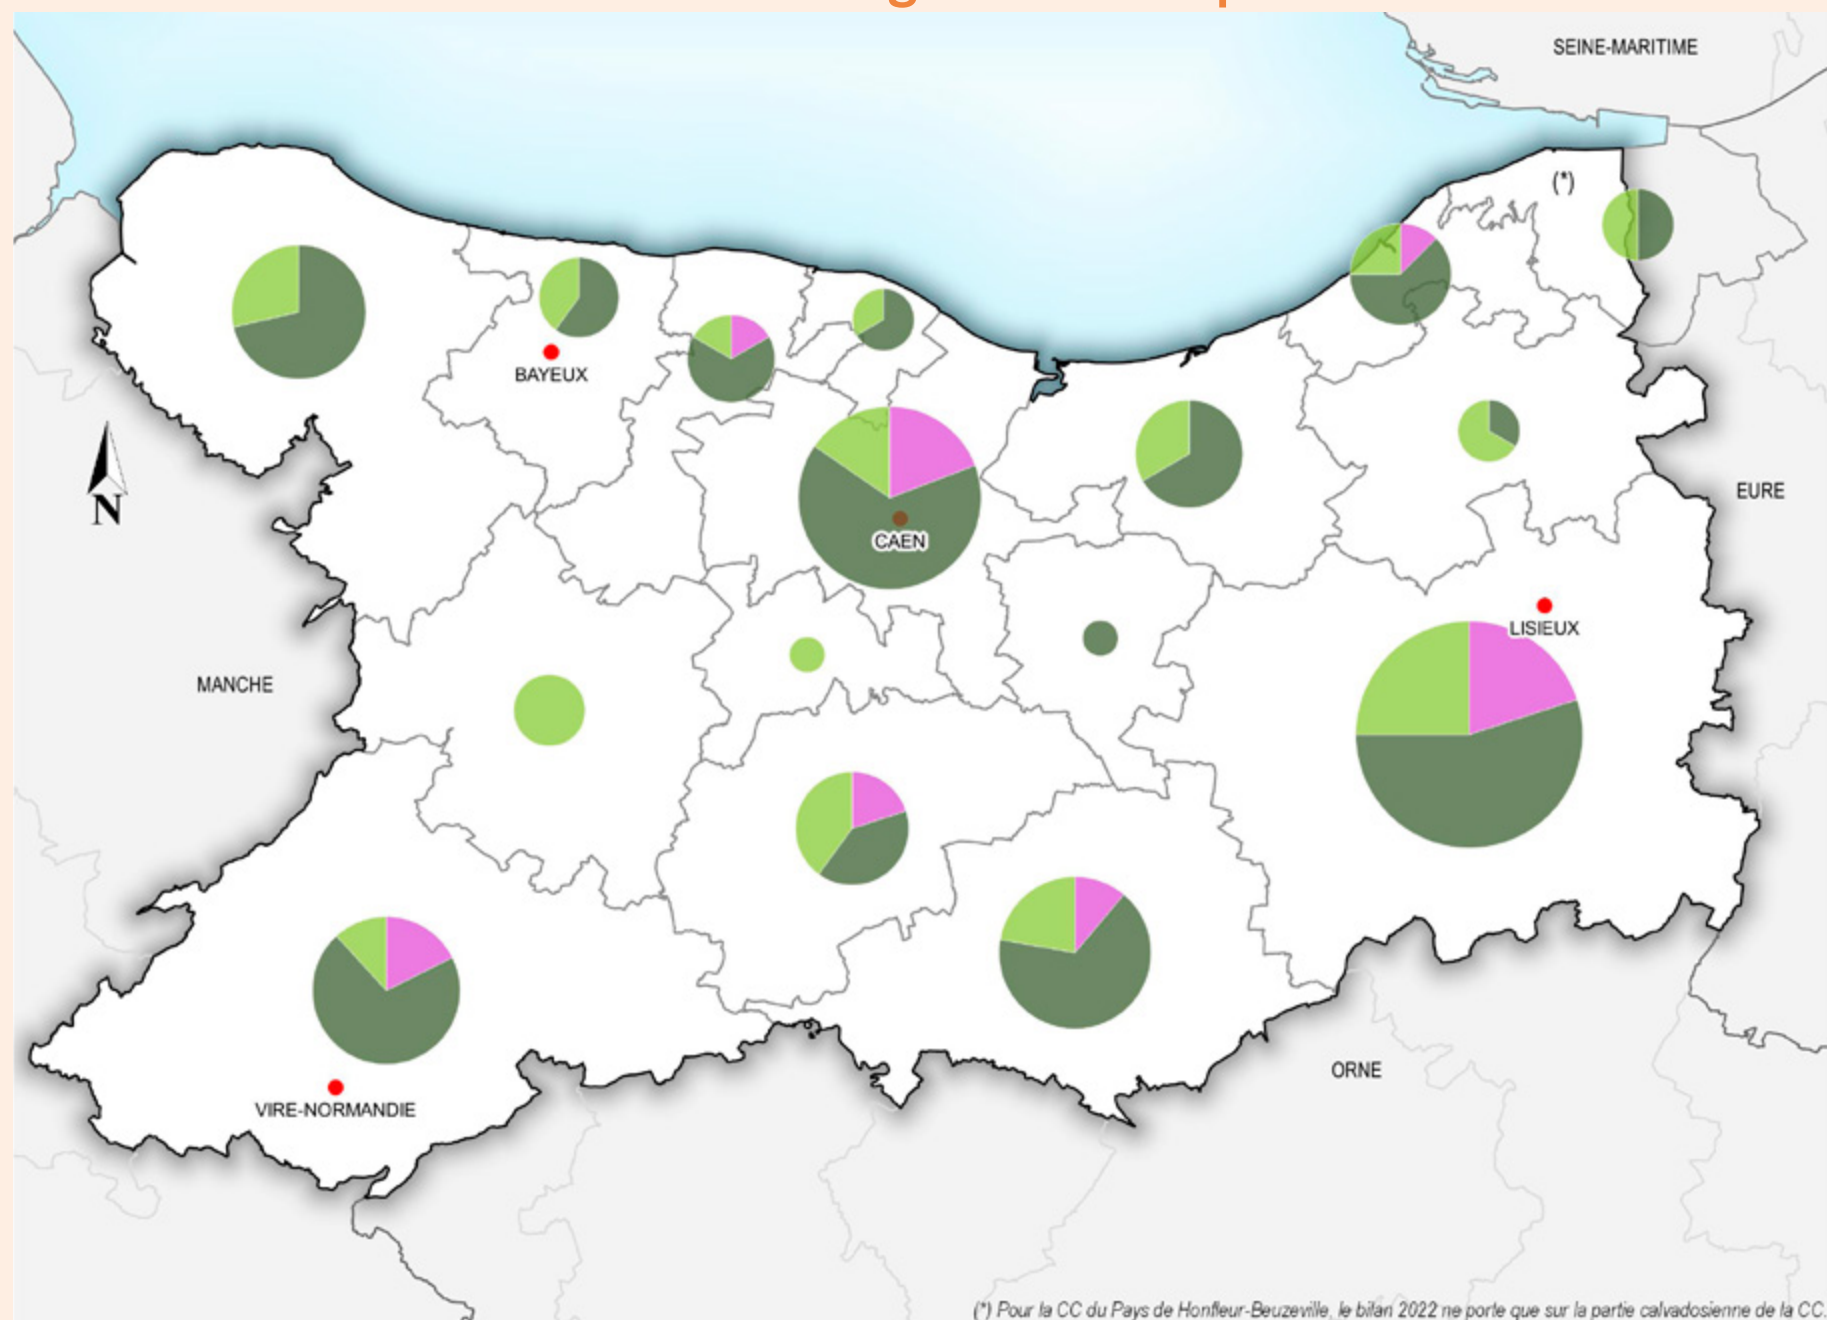 SEINE-MARITIME
(*)
BAYEUX
N
CAEN
EURE
LISIEUX
MANCHE
ORNE
VIRE-NORMANDIE
(*) Pour la CC du Pays de Honfleur-Beuzeville, le bilan 2022 ne porte que sur la partie calvadosienne de la CC.